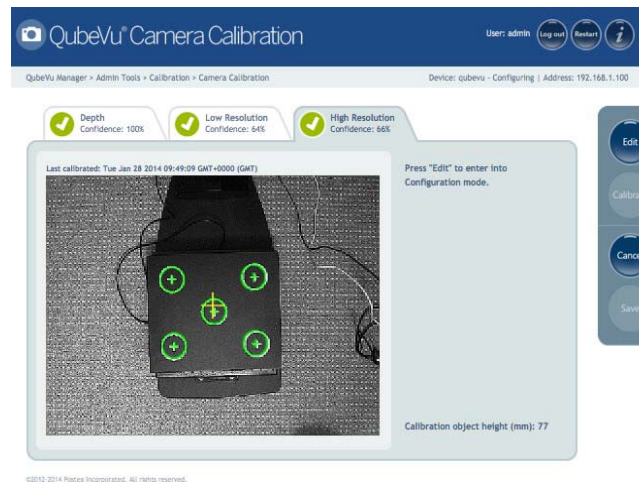 QubeVu® Camera Calibration
User: admin
Log out
Restart
i
QubeVu Manager > Admin Tools > Calibration > Camera Calibration
Device: qubevu - Configuring | Address: 192.168.1.100
Depth
Confidence: 100%
Low Resolution
Confidence: 64%
High Resolution
Confidence: 66%
Edit
Last calibrated: Tue Jan 28 2014 09:49:09 GMT+0000 (GMT)
Press "Edit" to enter into
Configuration mode.
Calibra
Cance
Save
Calibration object height (mm): 77
©2012-2014 Postea Incorporated. All rights reserved.